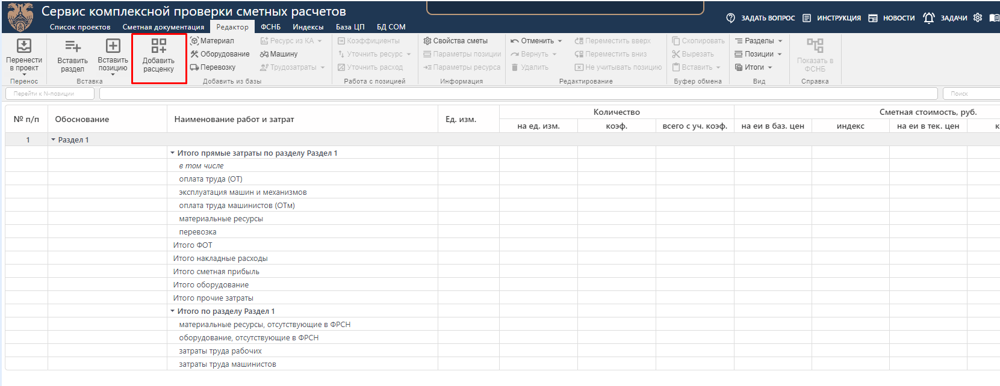 Сервис комплексной проверки сметных расчетов
ЗАДАТЬ ВОПРОС ИНСТРУКЦИЯ НОВОСТИ ЗАДАЧИ
Список проектов Сметная документация Редактор ФСНБ Индексы База ЦП БД СОМ
Перенести в проект
Перенос
Вставить раздел
Вставить позицию
Вставка
Добавить расценку
Материал Ресурс из КА
Оборудование Машину
Перевозку Трудозатраты
Добавить из базы
Коэффициенты
Уточнить ресурс
Уточнить расход
Работа с позицией
Свойства сметы
Параметры позиции
Параметры ресурса
Информация
Отменить Переместить вверх
Вернуть Переместить вниз
Удалить Не учитывать позицию
Редактирование
Скопировать
Вырезать
Вставить
Буфер обмена
Разделы
Позиции
Итоги
Вид
Показать в ФСНБ
Справка
Перейти к N-позиции Поиск
№ п/п Обоснование Наименование работ и затрат Ед. изм. Количество Сметная стоимость, руб.
на ед. изм. коэф. всего с уч. коэф. на еи в баз. цен индекс на еи в тек. цен к
1 Раздел 1
Итого прямые затраты по разделу Раздел 1
в том числе
оплата труда (ОТ)
эксплуатация машин и механизмов
оплата труда машинистов (ОТм)
материальные ресурсы
перевозка
Итого ФОТ
Итого накладные расходы
Итого сметная прибыль
Итого оборудование
Итого прочие затраты
Итого по разделу Раздел 1
материальные ресурсы, отсутствующие в ФРСН
оборудование, отсутствующие в ФРСН
затраты труда рабочих
затраты труда машинистов